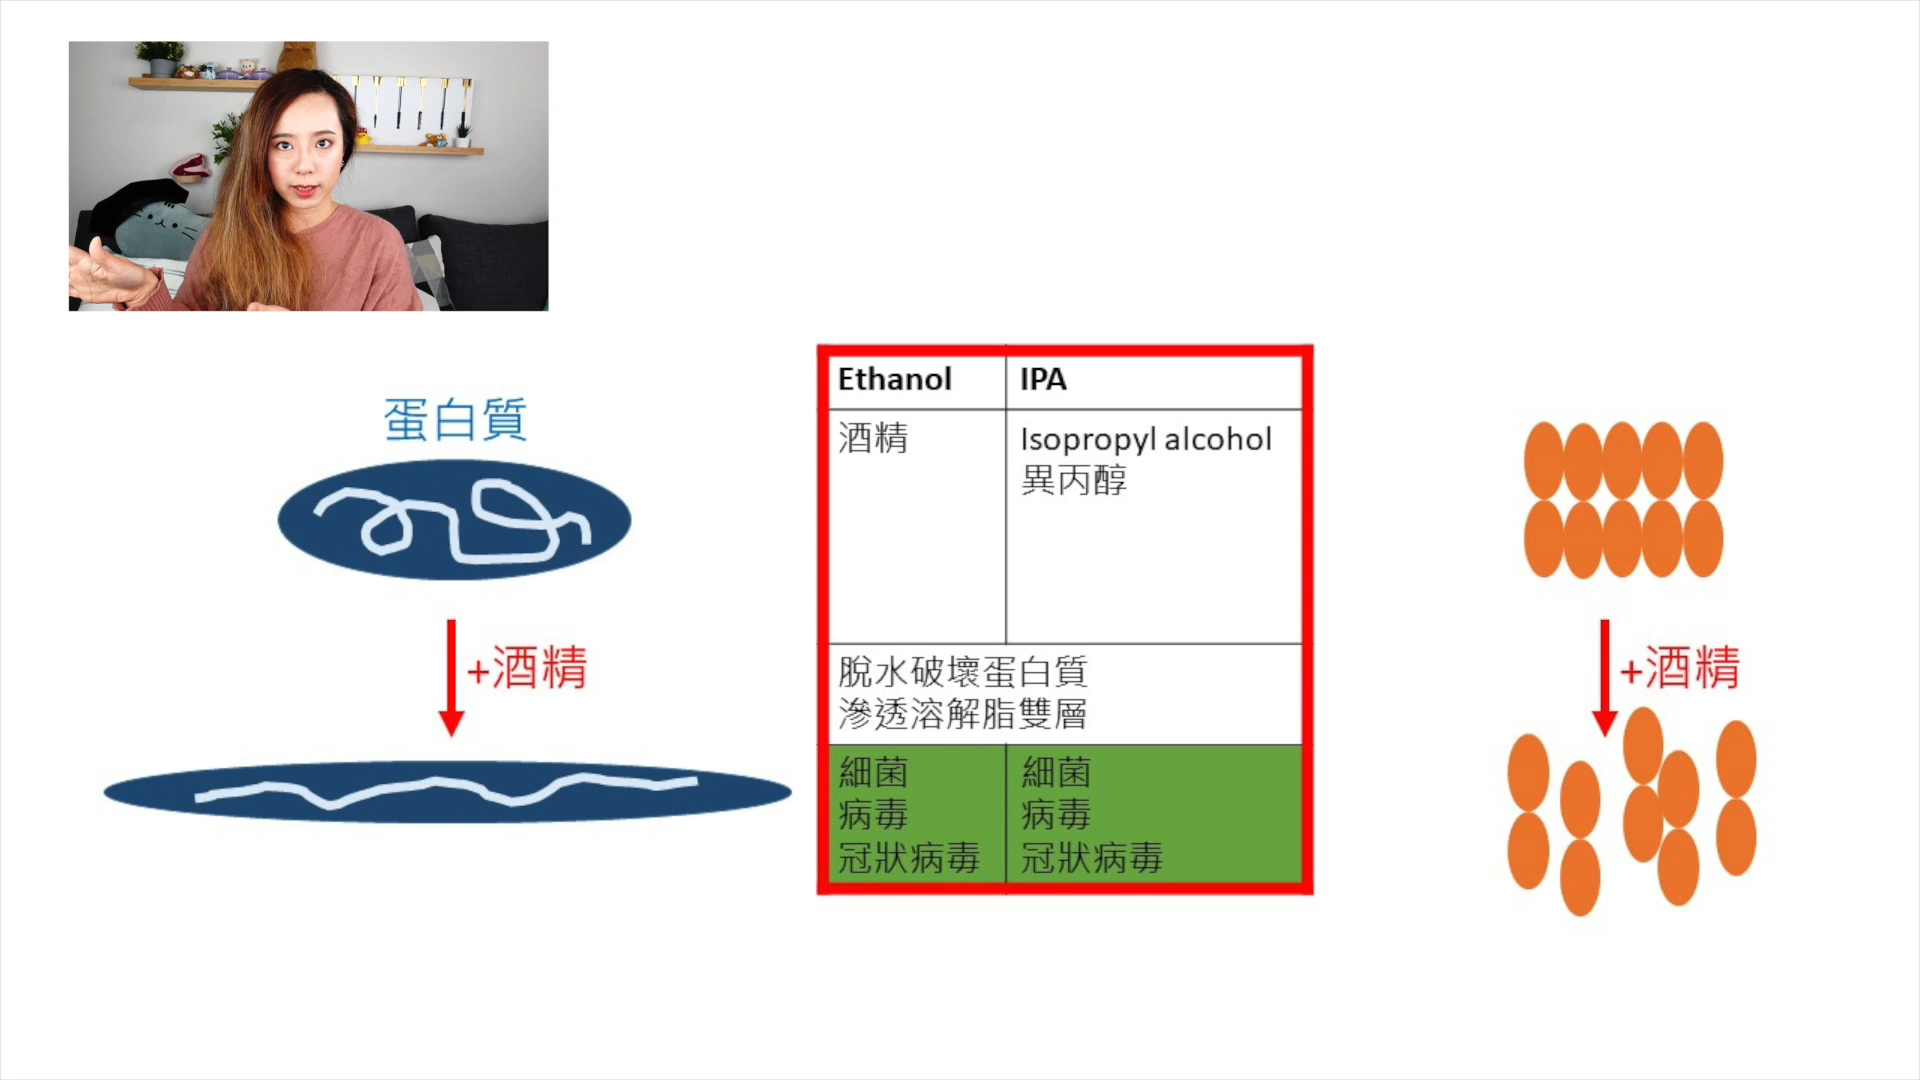 蛋白質
+酒精
Ethanol
IPA
酒精
Isopropyl alcohol
異丙醇
脫水破壞蛋白質
滲透溶解脂雙層
細菌
病毒
冠狀病毒
細菌
病毒
冠狀病毒
+酒精